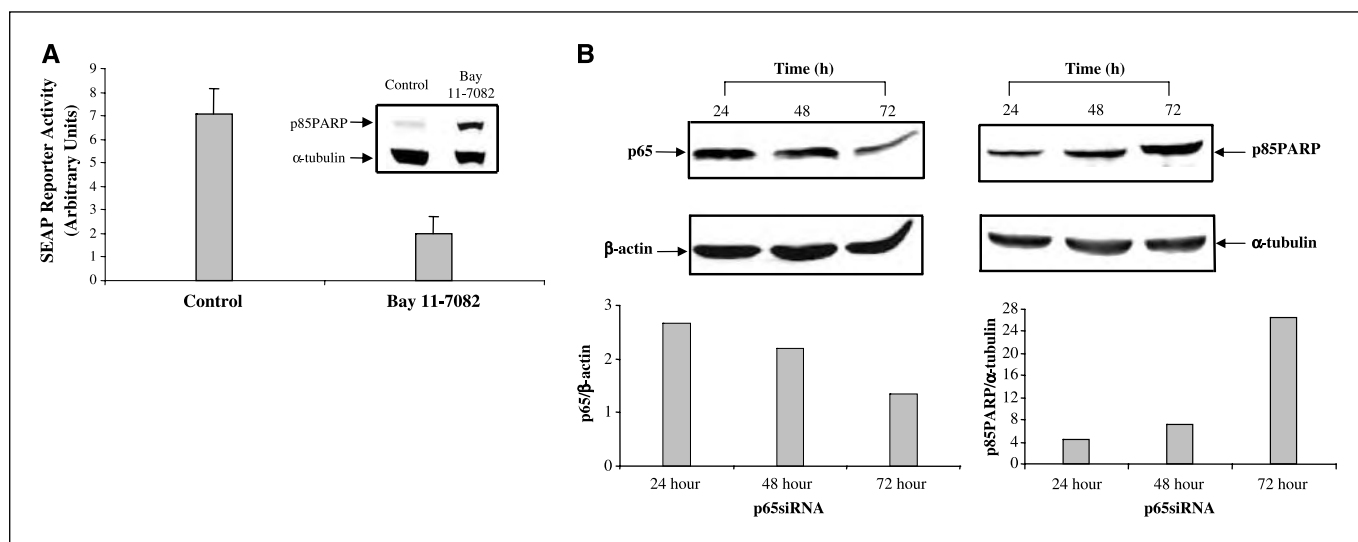 A
SEAP Reporter Activity
(Arbitrary Units)
9
8
7
6
5
4
3
2
1
0
Control
Bay 11-7082
Control
Bay
11-7082
p85PARP
α-tubulin
B
Time (h)
24 48 72
p65
β-actin
p65/β-actin
3
2
1
0
24 hour 48 hour 72 hour
p65siRNA
Time (h)
24 48 72
p85PARP
α-tubulin
p85PARP/α-tubulin
28
24
20
16
12
8
4
0
24 hour 48 hour 72 hour
p65siRNA